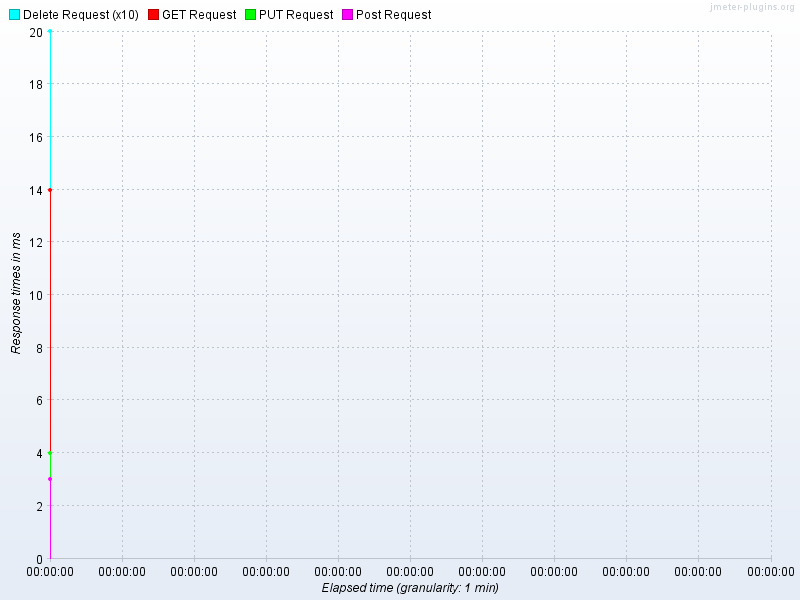 jmeter-plugins.org
Delete Request (x10) GET Request PUT Request Post Request
20
18
16
14
12
10
8
6
4
2
0
Response times in ms
00:00:00 00:00:00 00:00:00 00:00:00 00:00:00 00:00:00 00:00:00 00:00:00 00:00:00 00:00:00 00:00:00
Elapsed time (granularity: 1 min)